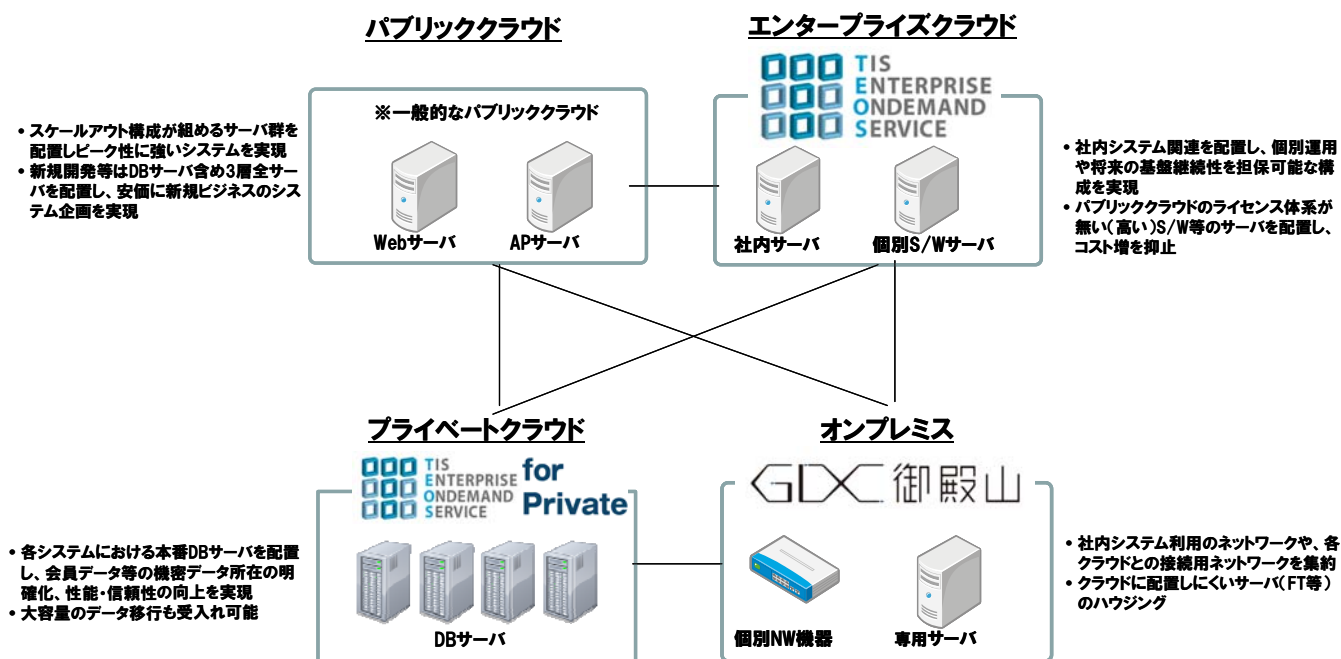 パブリッククラウド
エンタープライズクラウド
TIS
ENTERPRISE
ONDEMAND
SERVICE
※一般的なパブリッククラウド
Webサーバ
APサーバ
社内サーバ
個別S/Wサーバ
• スケールアウト構成が組めるサーバ群を
配置しピーク性に強いシステムを実現
• 新規開発等はDBサーバ含め3層全サー
バを配置し、安価に新規ビジネスのシス
テム企画を実現
• 社内システム関連を配置し、個別運用
や将来の基盤継続性を担保可能な構
成を実現
• パブリッククラウドのライセンス体系が
無い(高い)S/W等のサーバを配置し、
コスト増を抑止
プライベートクラウド
オンプレミス
TIS
ENTERPRISE
ONDEMAND
SERVICE
for
Private
GDC 御殿山
DBサーバ
個別NW機器
専用サーバ
• 各システムにおける本番DBサーバを配置
し、会員データ等の機密データ所在の明
確化、性能・信頼性の向上を実現
• 大容量のデータ移行も受入れ可能
• 社内システム利用のネットワークや、各
クラウドとの接続用ネットワークを集約
• クラウドに配置しにくいサーバ(FT等)
のハウジング